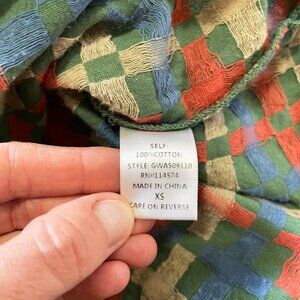 SELF:
100%COTTON
STYLE: GWA509110
RN#114574
MADE IN CHINA
XS
CARE ON REVERSE